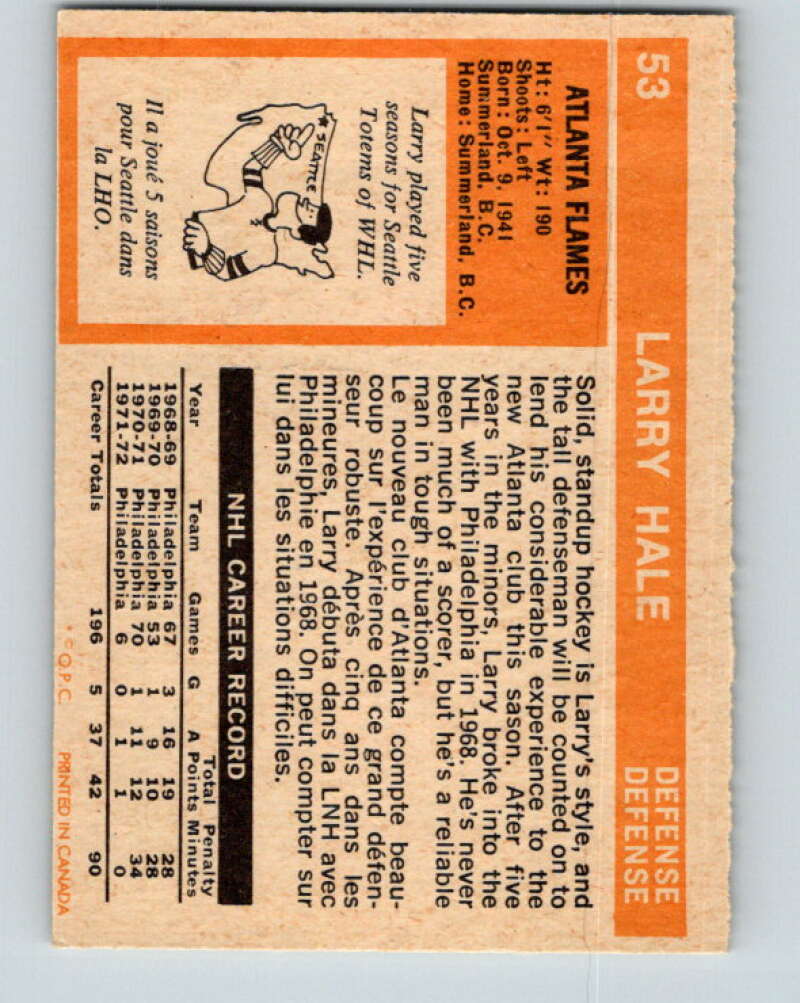 53 LARRY HALE DEFENSE
DEFENSE
ATLANTA FLAMES
Ht: 6'1" Wt: 190
Shoots: Left
Born: Oct. 9, 1941
Summerland, B.C.
Home: Summerland, B.C.
Larry played five
seasons for Seattle
Totems of WHL.
SEATTLE
Il a joué 5 saisons
pour Seattle dans
la LHO.
Solid, standup hockey is Larry's style, and
the tall defenseman will be counted on to
lend his considerable experience to the
new Atlanta club this sason. After five
years in the minors, Larry broke into the
NHL with Philadelphia in 1968. He's never
been much of a scorer, but he's a reliable
man in tough situations.
Le nouveau club d'Atlanta compte beau-
coup sur l'expérience de ce grand défen-
seur robuste. Après cinq ans dans les
mineures, Larry débuta dans la LNH avec
Philadelphie en 1968. On peut compter sur
lui dans les situations difficiles.
NHL CAREER RECORD
Total Penalty
Year Team Games G A Points Minutes
1968-69 Philadelphia 67 3 16 19 28
1969-70 Philadelphia 53 1 9 10 28
1970-71 Philadelphia 70 1 11 12 34
1971-72 Philadelphia 6 0 1 1 0
Career Totals 196 5 37 42 90
* © O.P.C. PRINTED IN CANADA